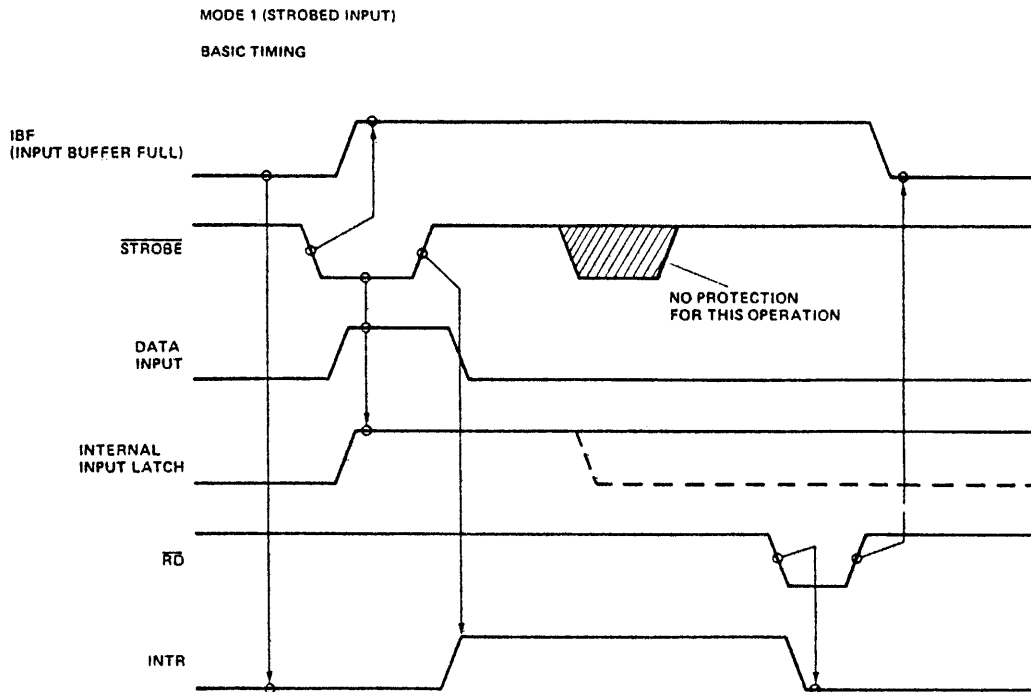 MODE 1 (STROBED INPUT)
BASIC TIMING
IBF
(INPUT BUFFER FULL)
STROBE
NO PROTECTION
FOR THIS OPERATION
DATA
INPUT
INTERNAL
INPUT LATCH
RD
INTR